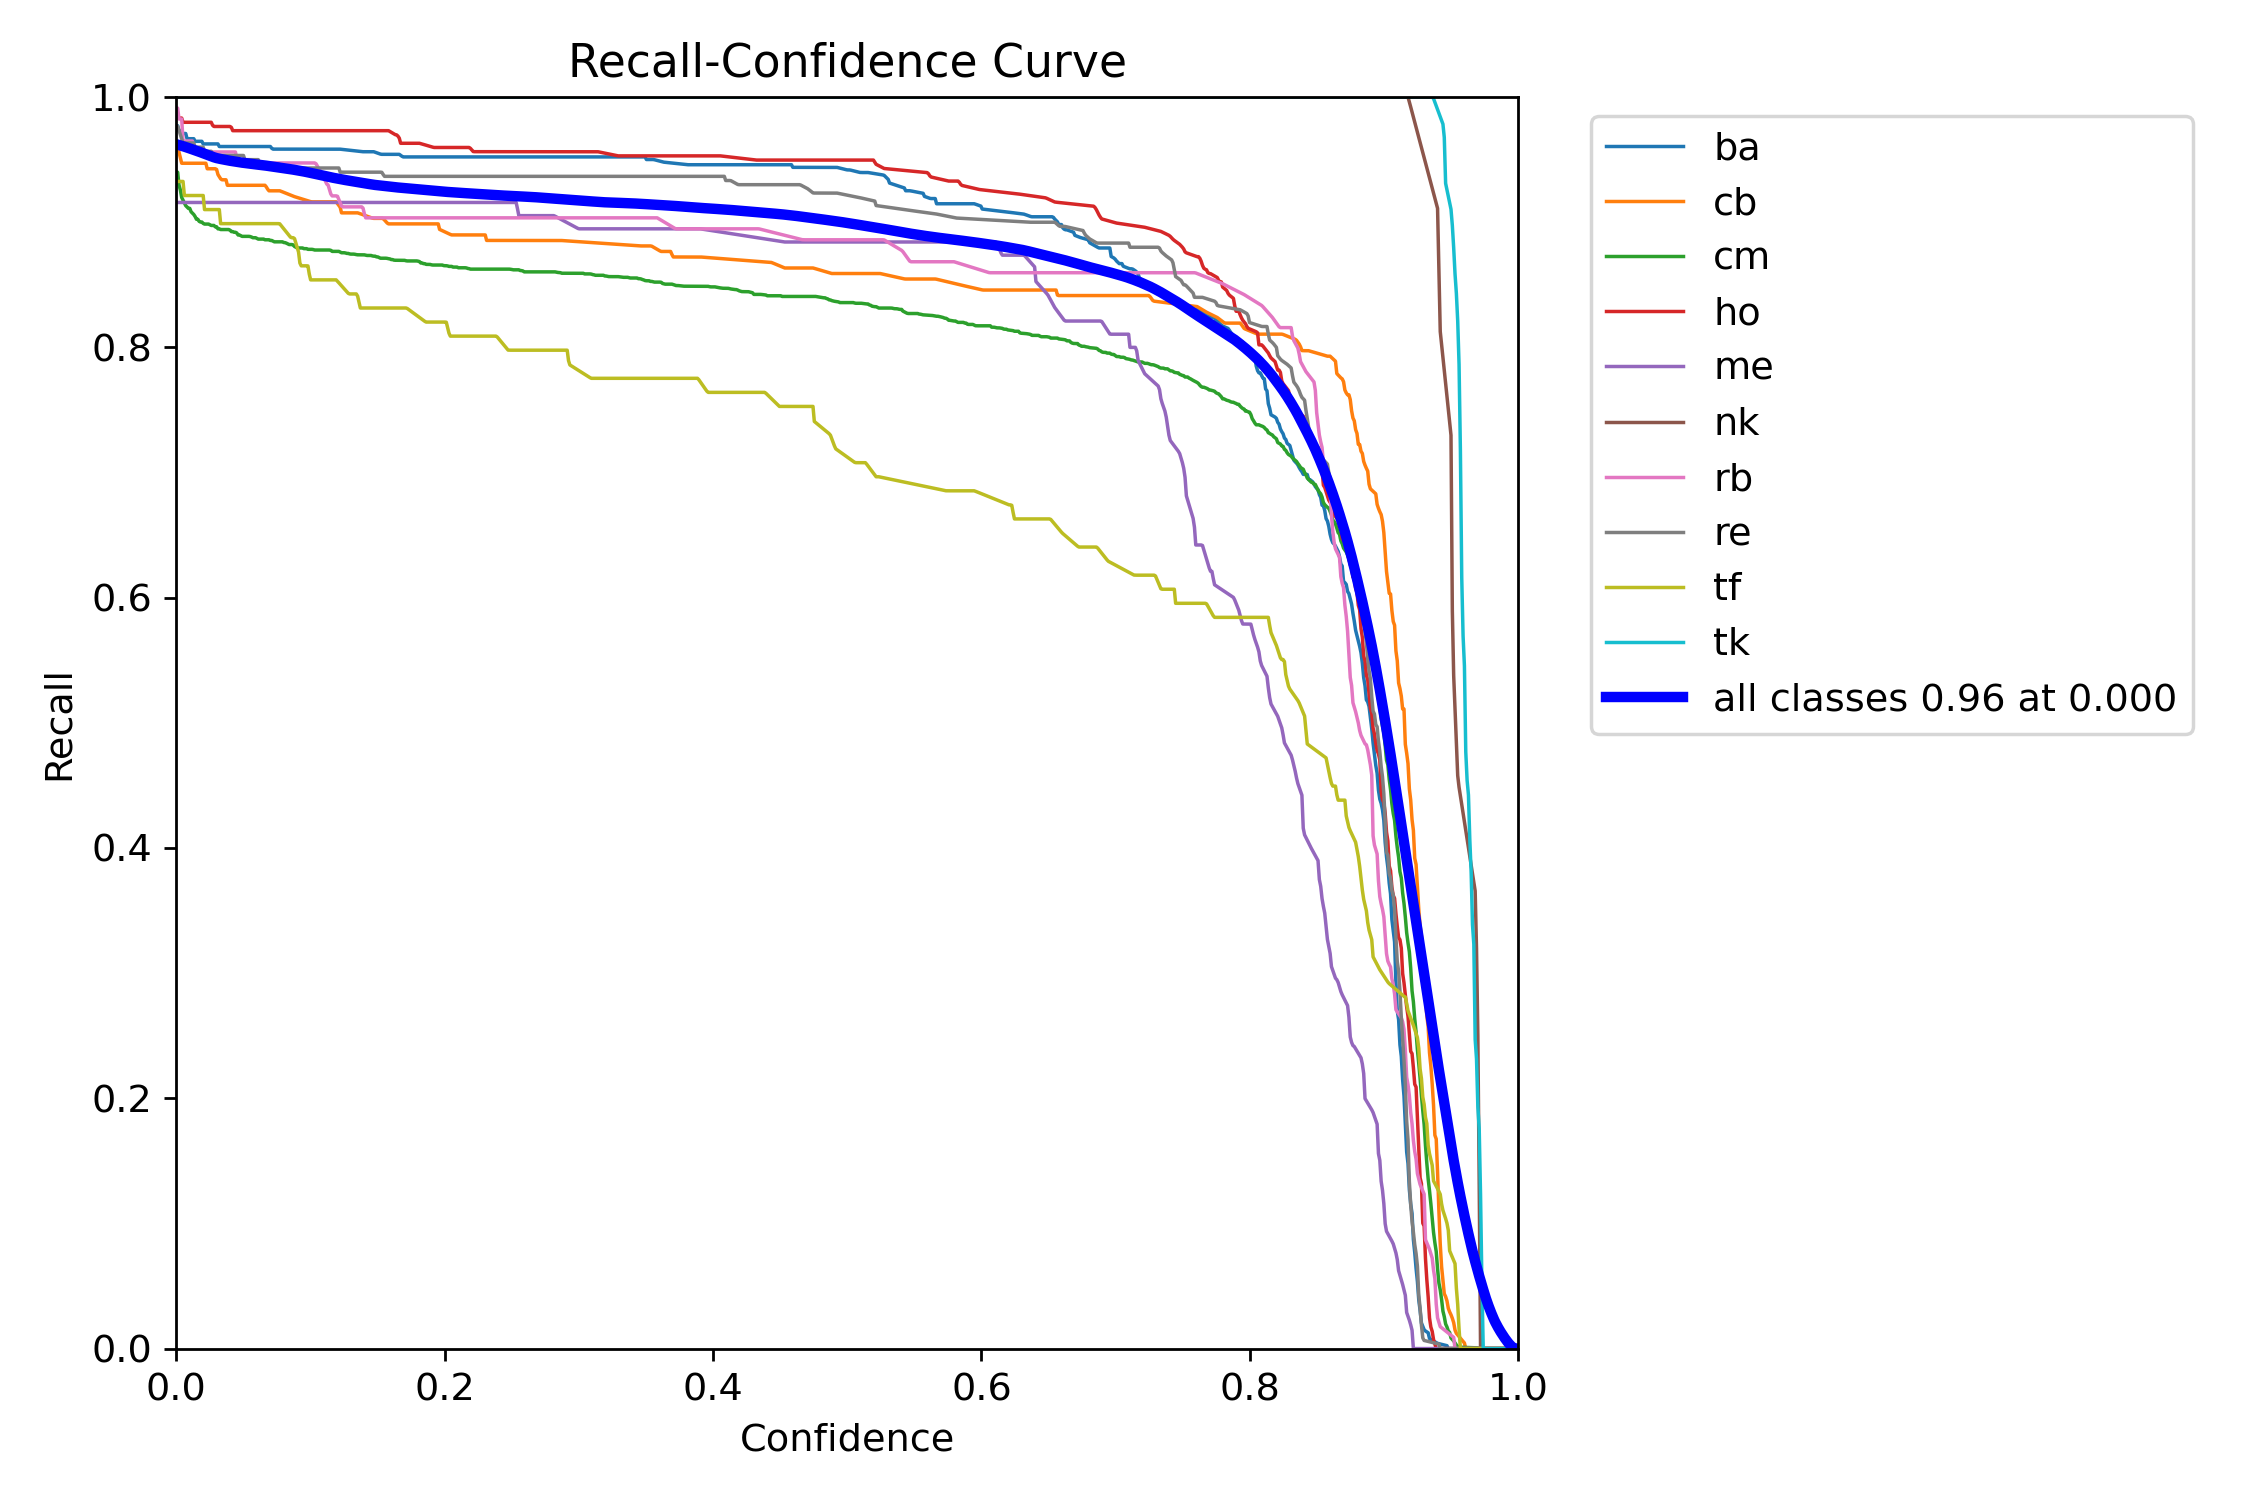 Recall-Confidence Curve
1.0
0.8
0.6
0.4
0.2
0.0
Recall
0.0 0.2 0.4 0.6 0.8 1.0
Confidence
ba
cb
cm
ho
me
nk
rb
re
tf
tk
all classes 0.96 at 0.000